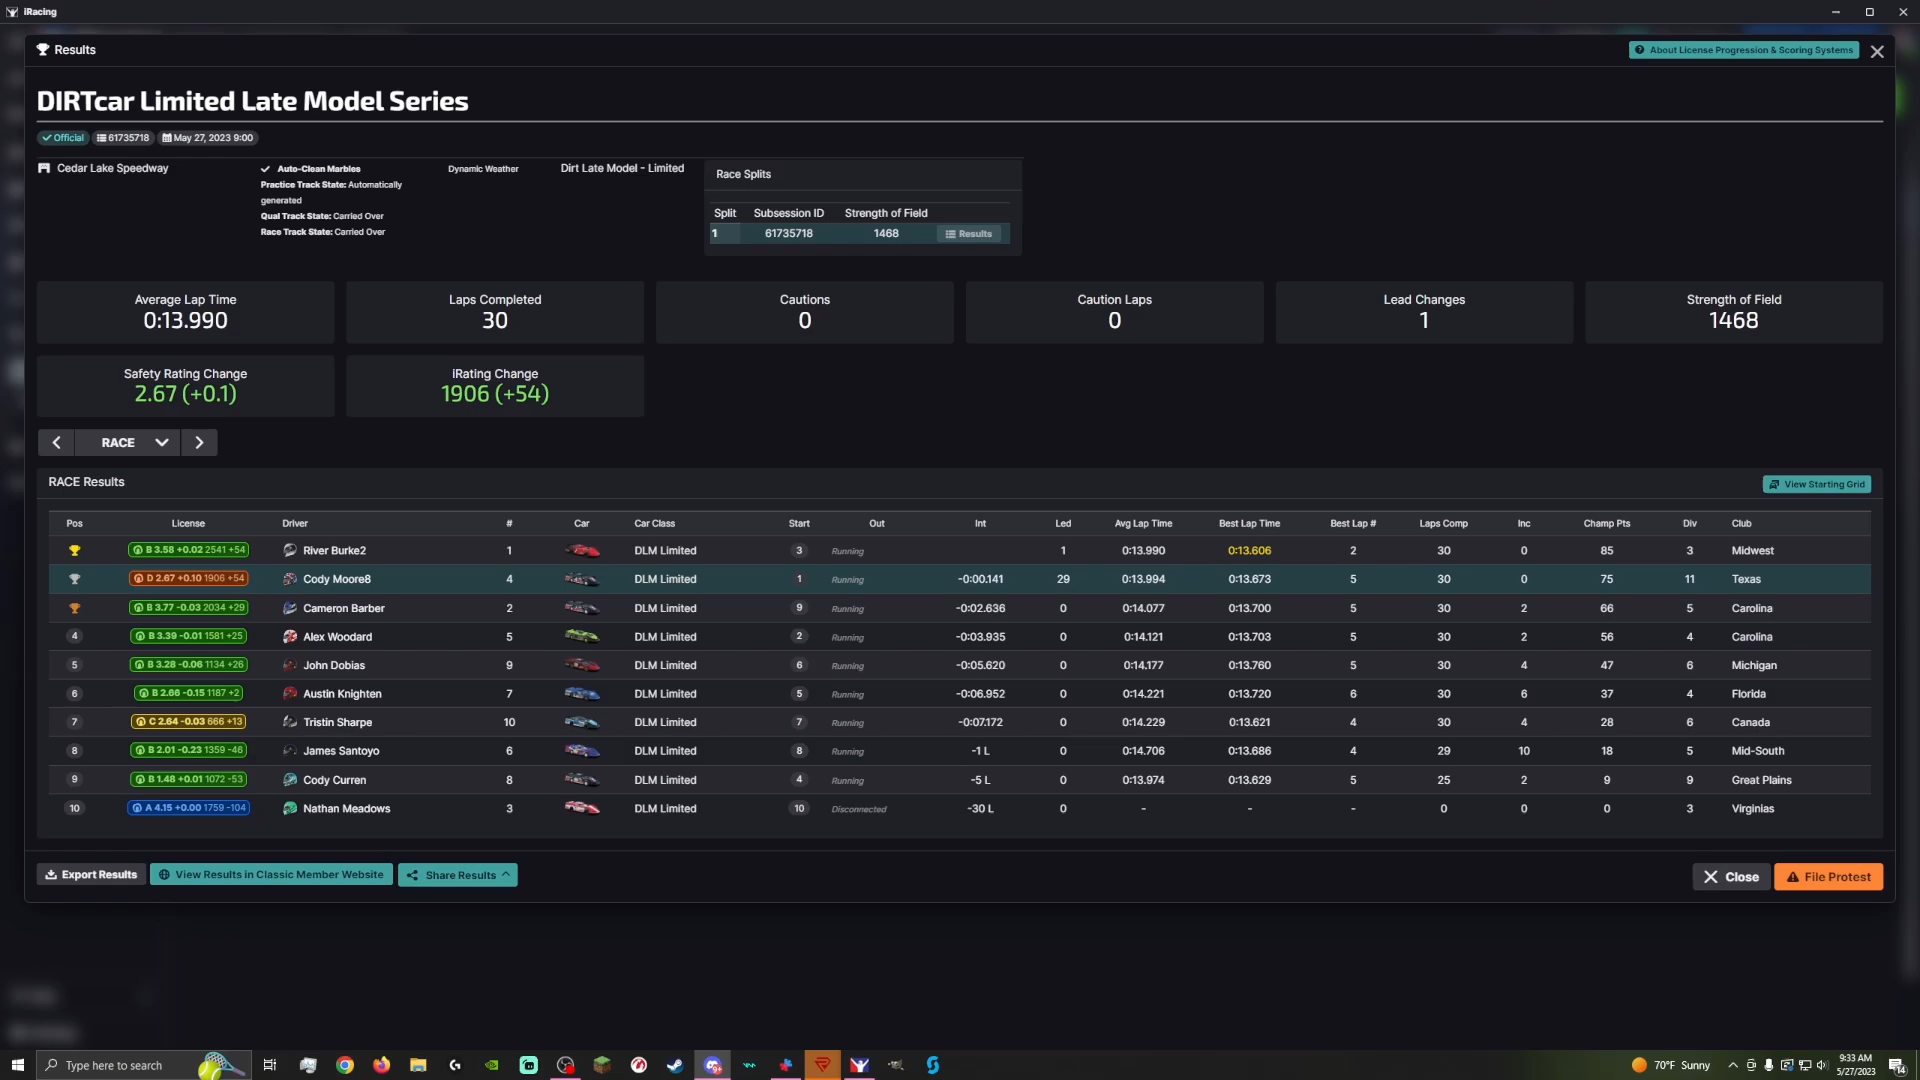 iRacing
Results
About License Progression & Scoring Systems
DIRTcar Limited Late Model Series
Official 61735718 May 27, 2023 9:00
Cedar Lake Speedway
Auto-Clean Marbles
Practice Track State: Automatically
generated
Qual Track State: Carried Over
Race Track State: Carried Over
Dynamic Weather
Dirt Late Model - Limited
Race Splits
Split Subsession ID Strength of Field
1 61735718 1468 Results
Average Lap Time
0:13.990
Laps Completed
30
Cautions
0
Caution Laps
0
Lead Changes
1
Strength of Field
1468
Safety Rating Change
2.67 (+0.1)
iRating Change
1906 (+54)
RACE
RACE Results
View Starting Grid
Pos License Driver # Car Car Class Start Out Int Led Avg Lap Time Best Lap Time Best Lap # Laps Comp Inc Champ Pts Div Club
B 3.58 +0.02 2541 +54 River Burke2 1 DLM Limited 3 Running 1 0:13.990 0:13.606 2 30 0 85 3 Midwest
D 2.67 +0.10 1906 +54 Cody Moore8 4 DLM Limited 1 Running -0:00.141 29 0:13.994 0:13.673 5 30 0 75 11 Texas
B 3.77 -0.03 2034 +29 Cameron Barber 2 DLM Limited 9 Running -0:02.636 0 0:14.077 0:13.700 5 30 2 66 5 Carolina
4 B 3.39 -0.01 1581 +25 Alex Woodard 5 DLM Limited 2 Running -0:03.935 0 0:14.121 0:13.703 5 30 2 56 4 Carolina
5 B 3.28 -0.06 1134 +26 John Dobias 9 DLM Limited 6 Running -0:05.620 0 0:14.177 0:13.760 5 30 4 47 6 Michigan
6 B 2.66 -0.15 1187 +2 Austin Knighten 7 DLM Limited 5 Running -0:06.952 0 0:14.221 0:13.720 6 30 6 37 4 Florida
7 C 2.64 -0.03 666 +13 Tristin Sharpe 10 DLM Limited 7 Running -0:07.172 0 0:14.229 0:13.621 4 30 4 28 6 Canada
8 B 2.01 -0.23 1359 -46 James Santoyo 6 DLM Limited 8 Running -1 L 0 0:14.706 0:13.686 4 29 10 18 5 Mid-South
9 B 1.48 +0.01 1072 -53 Cody Curren 8 DLM Limited 4 Running -5 L 0 0:13.974 0:13.629 5 25 2 9 9 Great Plains
10 A 4.15 +0.00 1759 -104 Nathan Meadows 3 DLM Limited 10 Disconnected -30 L 0 - - - 0 0 0 3 Virginias
Export Results View Results in Classic Member Website Share Results Close File Protest
Type here to search
70°F Sunny
9:33 AM
5/27/2023
14